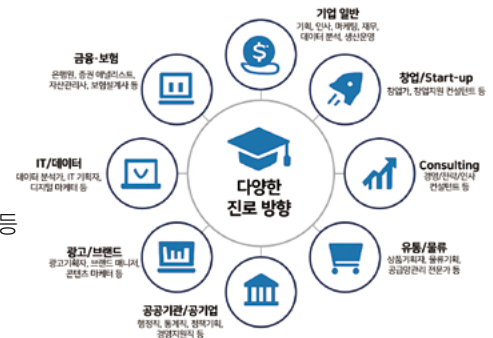 기업 일반
기획, 인사, 마케팅, 재무,
데이터 분석, 생산운영
금융·보험
은행원, 증권 애널리스트,
자산관리사, 보험설계사 등
창업/Start-up
창업가, 창업지원 컨설턴트 등
IT/데이터
데이터 분석가, IT 기획자,
디지털 마케터 등
다양한
진로 방향
Consulting
경영/전략/인사
컨설턴트 등
등
광고/브랜드
광고기획자, 브랜드 매니저,
콘텐츠 마케터 등
유통/물류
상품기획자, 물류기획,
공급망관리 전문가 등
공공기관/공기업
행정직, 통계직, 정책기획,
경영지원직 등